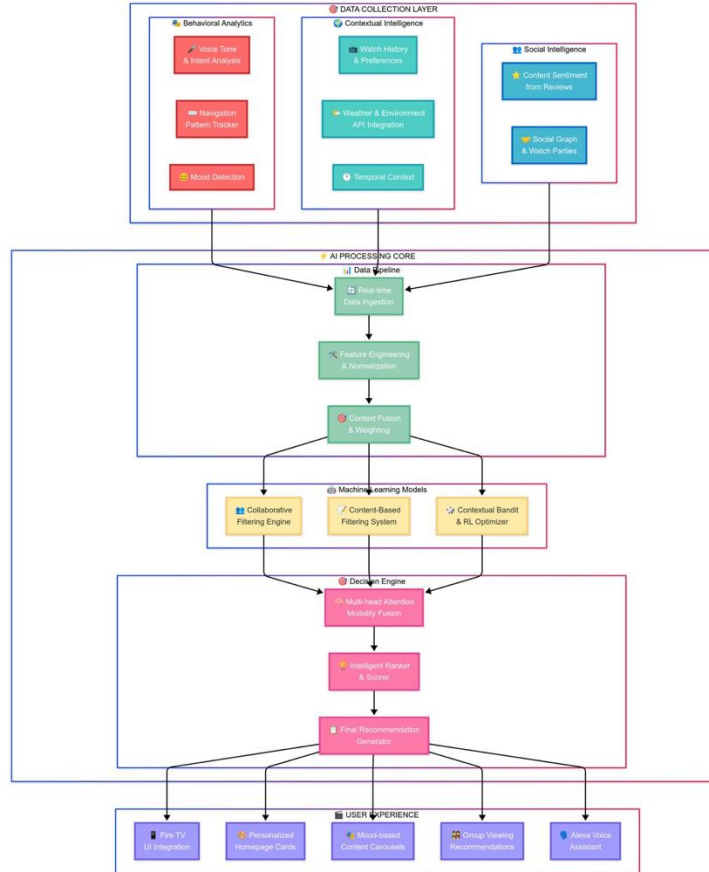 🎯 DATA COLLECTION LAYER
🎭 Behavioral Analytics
🎤 Voice Tone
& Intent Analysis
⌨️ Navigation
Pattern Tracker
😊 Mood Detection
🌍 Contextual Intelligence
📺 Watch History
& Preferences
🌤️ Weather & Environment
API Integration
🕐 Temporal Context
👥 Social Intelligence
⭐ Content Sentiment
from Reviews
🤝 Social Graph
& Watch Parties
⚡ AI PROCESSING CORE
📊 Data Pipeline
🔄 Real-time
Data Ingestion
🛠️ Feature Engineering
& Normalization
🎯 Context Fusion
& Weighting
🤖 Machine Learning Models
👥 Collaborative
Filtering Engine
📝 Content-Based
Filtering System
🎲 Contextual Bandit
& RL Optimizer
🎯 Decision Engine
🧠 Multi-head Attention
Modality Fusion
🏆 Intelligent Ranker
& Scorer
📋 Final Recommendation
Generator
🎬 USER EXPERIENCE
📱 Fire TV
UI Integration
🎨 Personalized
Homepage Cards
🎭 Mood-based
Content Carousels
👨‍👩‍👧‍👦 Group Viewing
Recommendations
🗣️ Alexa Voice
Assistant